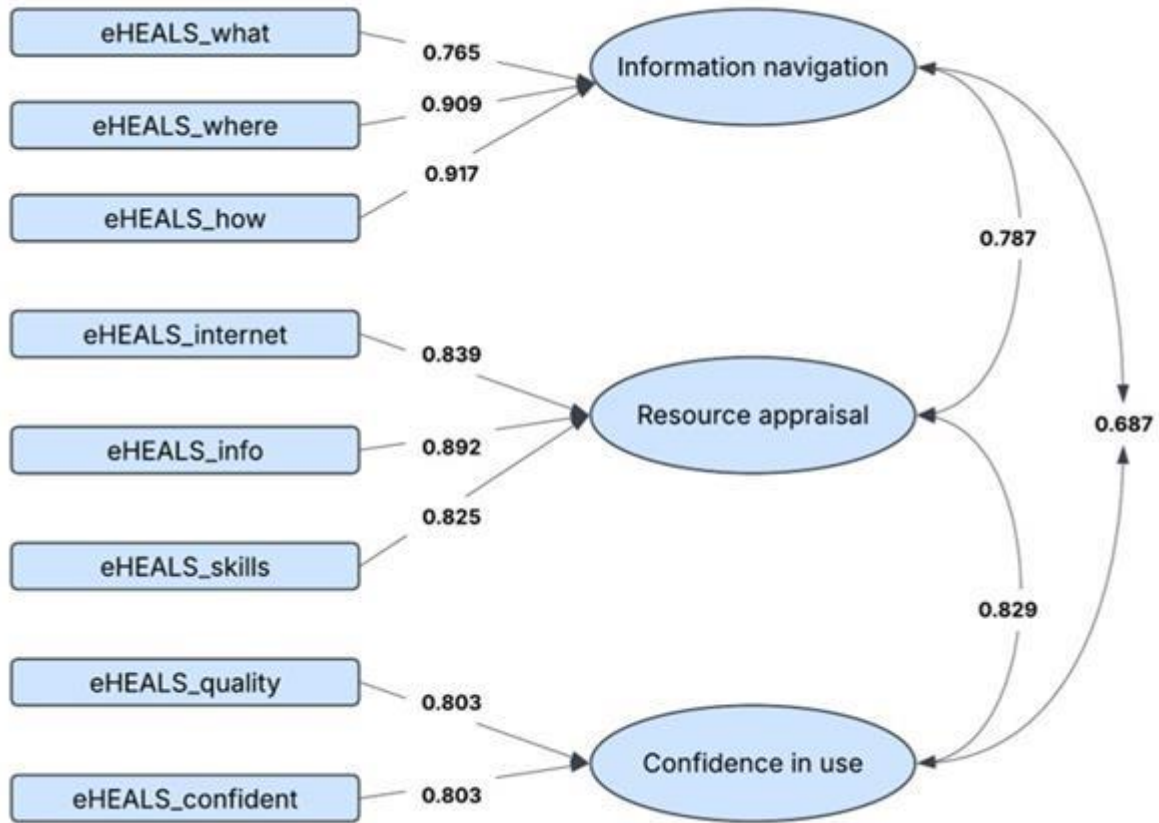 eHEALS_what
0.765
Information navigation
eHEALS_where
0.909
eHEALS_how
0.917
0.787
eHEALS_internet
0.839
Resource appraisal
0.687
eHEALS_info
0.892
eHEALS_skills
0.825
0.829
eHEALS_quality
0.803
Confidence in use
eHEALS_confident
0.803